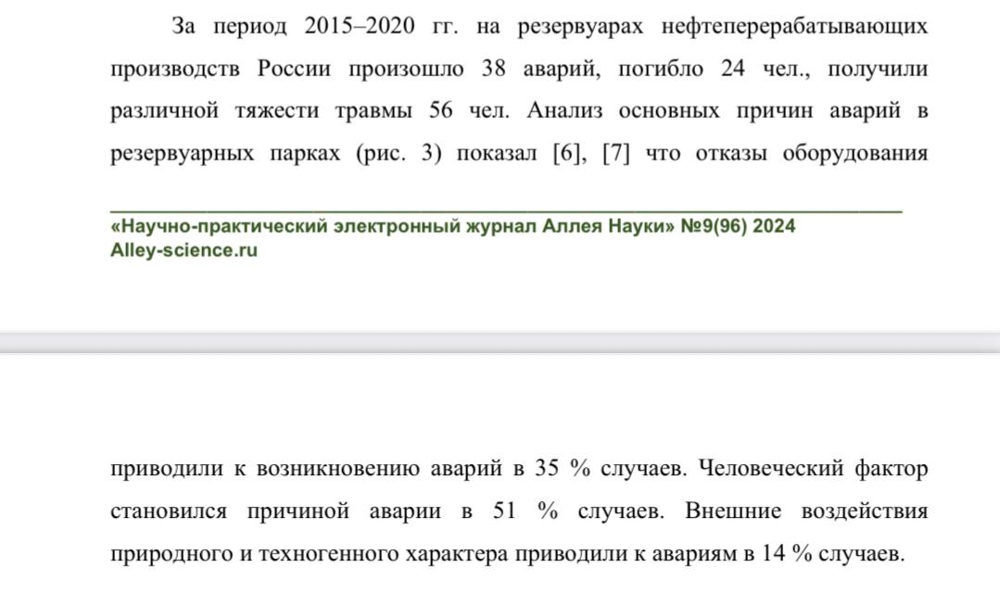 За период 2015–2020 гг. на резервуарах нефтеперерабатывающих
производств России произошло 38 аварий, погибло 24 чел., получили
различной тяжести травмы 56 чел. Анализ основных причин аварий в
резервуарных парках (рис. 3) показал [6], [7] что отказы оборудования
«Научно-практический электронный журнал Аллея Науки» №9(96) 2024
Alley-science.ru
приводили к возникновению аварий в 35 % случаев. Человеческий фактор
становился причиной аварии в 51 % случаев. Внешние воздействия
природного и техногенного характера приводили к авариям в 14 % случаев.